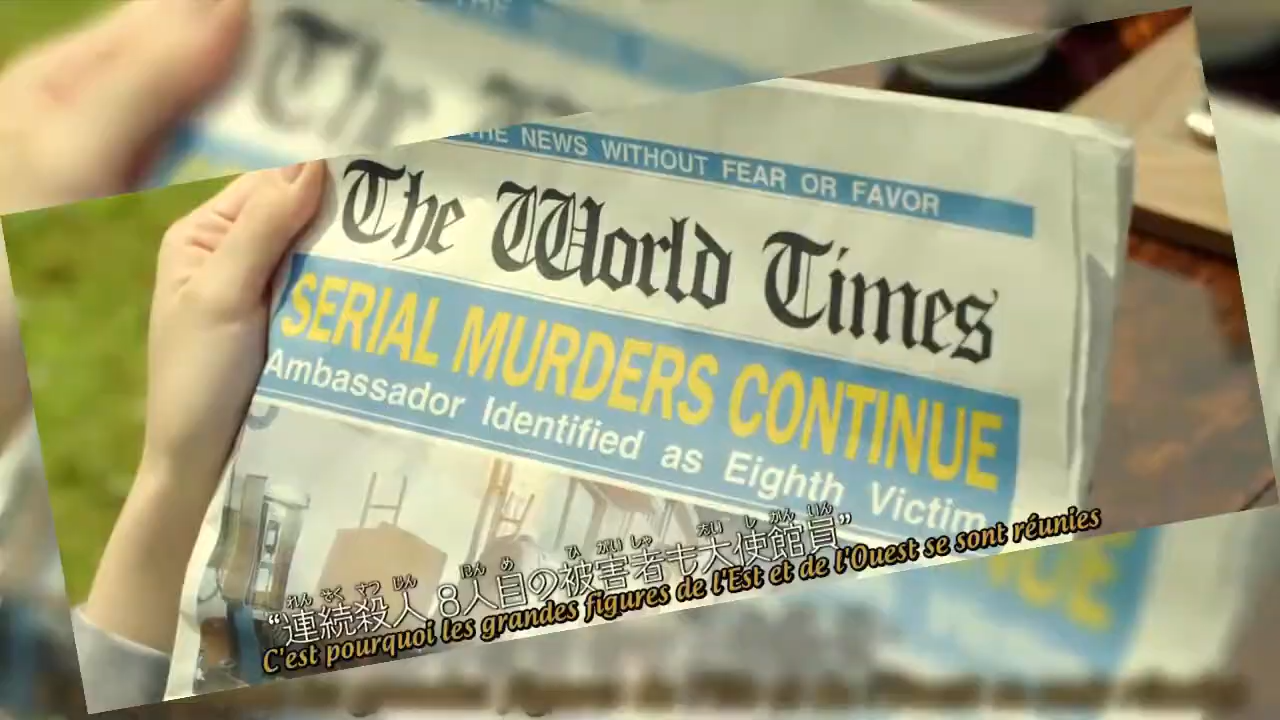 THE NEWS WITHOUT FEAR OR FAVOR
The World Times
SERIAL MURDERS CONTINUE
Ambassador Identified as Eighth Victim
“連続殺人 8人目の被害者も大使館員”
C'est pourquoi les grandes figures de l'Est et de l'Ouest se sont réunies